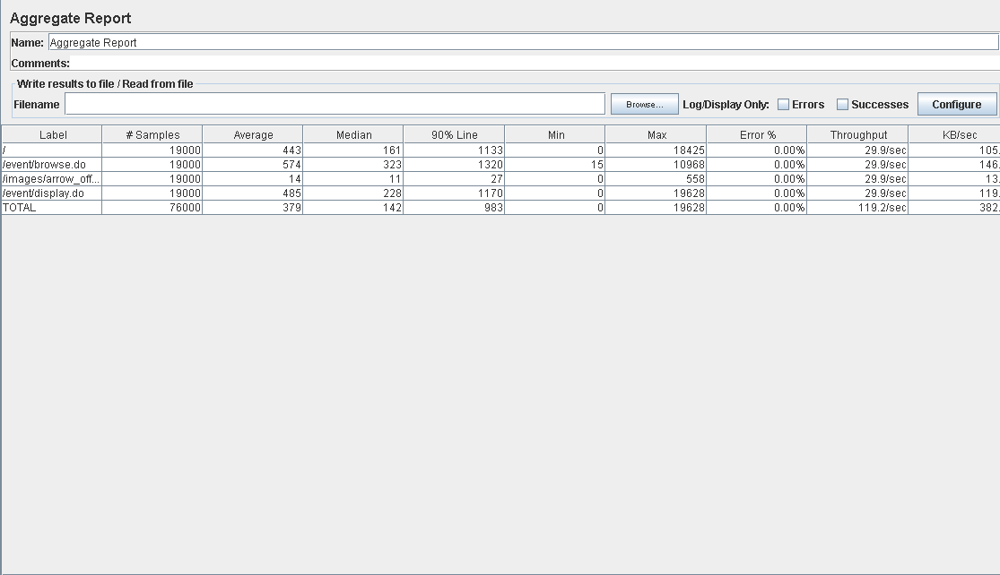 Aggregate Report
Name: Aggregate Report
Comments:
Write results to file / Read from file
Filename Browse... Log/Display Only: Errors Successes Configure
Label # Samples Average Median 90% Line Min Max Error % Throughput KB/sec
/ 19000 443 161 1133 0 18425 0.00% 29.9/sec 105.
/event/browse.do 19000 574 323 1320 15 10968 0.00% 29.9/sec 146.
/images/arrow_off... 19000 14 11 27 0 558 0.00% 29.9/sec 13.
/event/display.do 19000 485 228 1170 0 19628 0.00% 29.9/sec 119.
TOTAL 76000 379 142 983 0 19628 0.00% 119.2/sec 382.